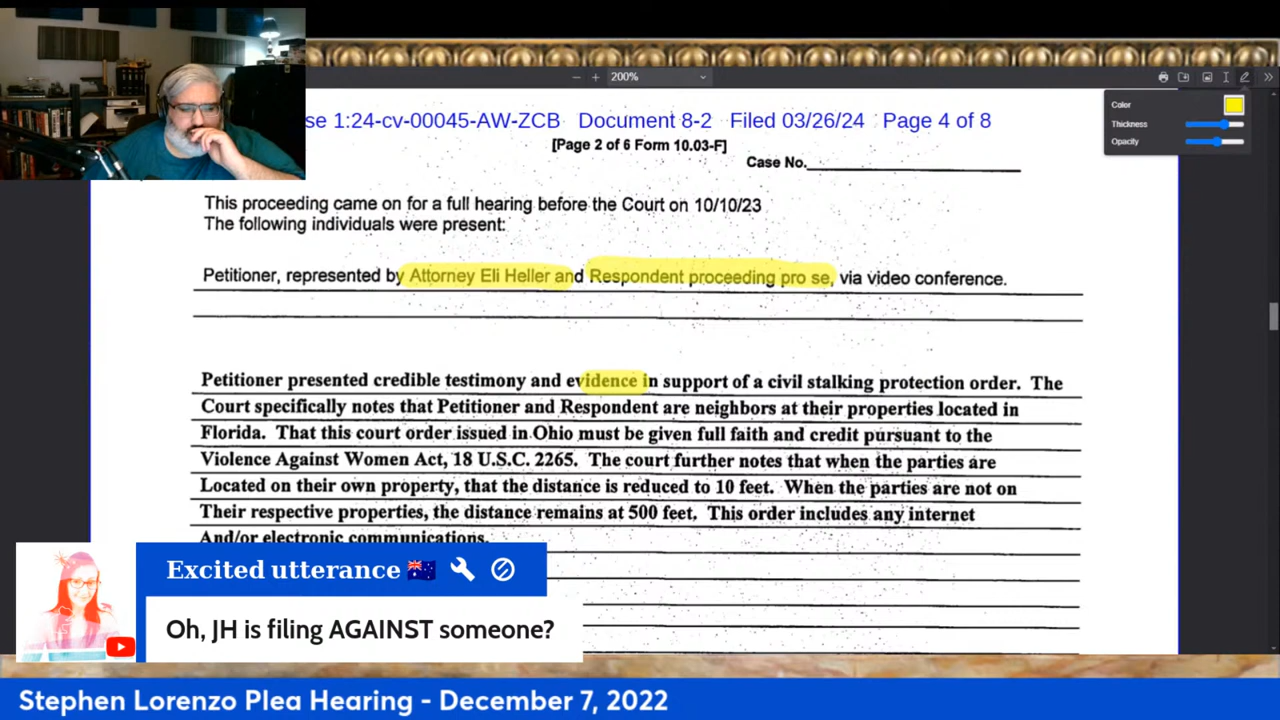 200%
Color
Thickness
Opacity
se 1:24-cv-00045-AW-ZCB Document 8-2 Filed 03/26/24 Page 4 of 8
[Page 2 of 6 Form 10.03-F]
Case No.
This proceeding came on for a full hearing before the Court on 10/10/23
The following individuals were present:
Petitioner, represented by Attorney Eli Heller and Respondent proceeding pro se, via video conference.
Petitioner presented credible testimony and evidence in support of a civil stalking protection order. The
Court specifically notes that Petitioner and Respondent are neighbors at their properties located in
Florida. That this court order issued in Ohio must be given full faith and credit pursuant to the
Violence Against Women Act, 18 U.S.C. 2265. The court further notes that when the parties are
Located on their own property, that the distance is reduced to 10 feet. When the parties are not on
Their respective properties, the distance remains at 500 feet. This order includes any internet
And/or electronic communications.
Excited utterance 🇦🇺
Oh, JH is filing AGAINST someone?
Stephen Lorenzo Plea Hearing - December 7, 2022